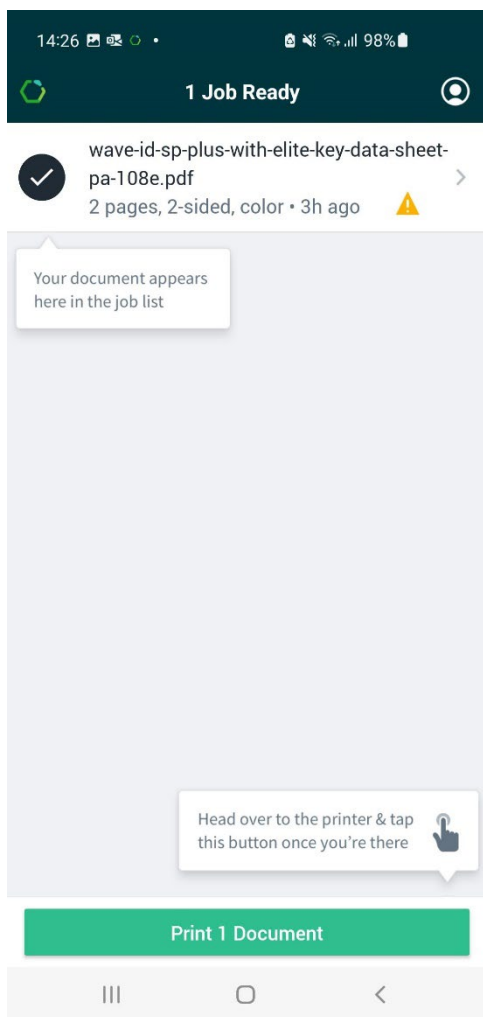 14:26 98%
1 Job Ready
wave-id-sp-plus-with-elite-key-data-sheet-
pa-108e.pdf
2 pages, 2-sided, color • 3h ago
Your document appears
here in the job list
Head over to the printer & tap
this button once you're there
Print 1 Document